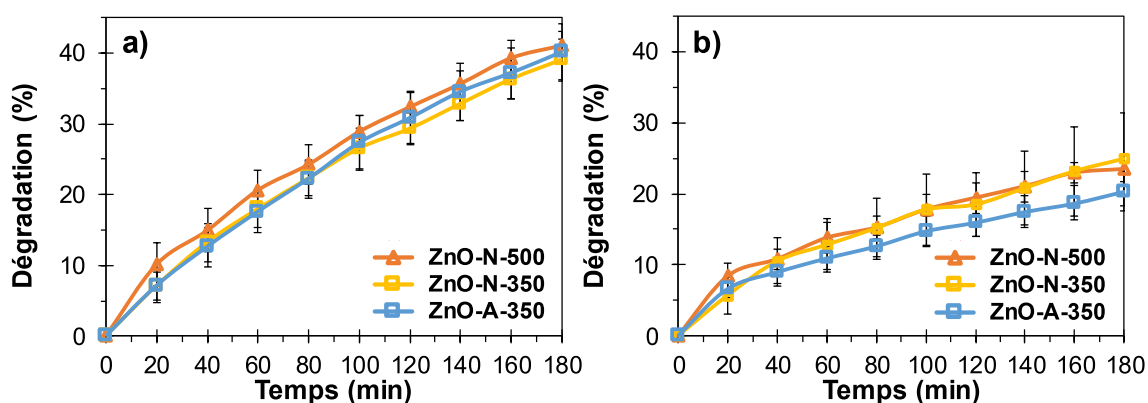 a)
Dégradation (%)
40
30
20
10
0
ZnO-N-500
ZnO-N-350
ZnO-A-350
0 20 40 60 80 100 120 140 160 180
Temps (min)
b)
Dégradation (%)
40
30
20
10
0
ZnO-N-500
ZnO-N-350
ZnO-A-350
0 20 40 60 80 100 120 140 160 180
Temps (min)